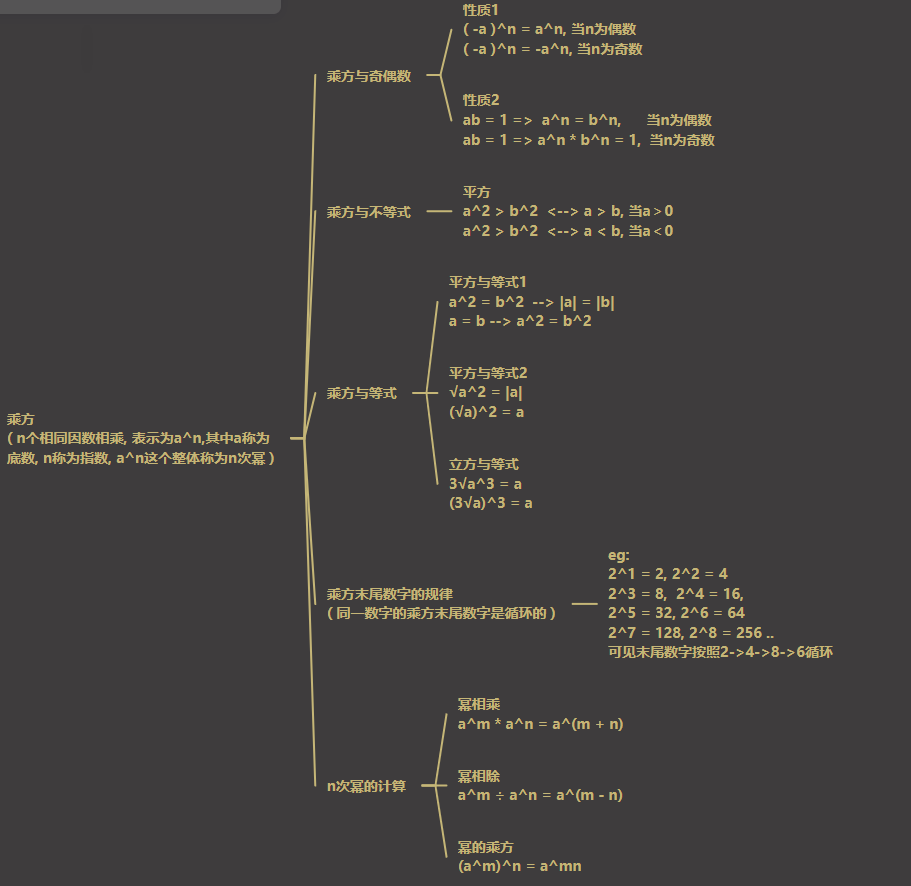 乘方
( n个相同因数相乘, 表示为a^n,其中a称为
底数, n称为指数, a^n这个整体称为n次幂 )
乘方与奇偶数
性质1
( -a )^n = a^n, 当n为偶数
( -a )^n = -a^n, 当n为奇数
性质2
ab = 1 => a^n = b^n, 当n为偶数
ab = 1 => a^n * b^n = 1, 当n为奇数
乘方与不等式
平方
a^2 > b^2 <--> a > b, 当a＞0
a^2 > b^2 <--> a < b, 当a＜0
乘方与等式
平方与等式1
a^2 = b^2 --> |a| = |b|
a = b --> a^2 = b^2
平方与等式2
√a^2 = |a|
(√a)^2 = a
立方与等式
3√a^3 = a
(3√a)^3 = a
乘方末尾数字的规律
( 同一数字的乘方末尾数字是循环的 )
eg:
2^1 = 2, 2^2 = 4
2^3 = 8, 2^4 = 16,
2^5 = 32, 2^6 = 64
2^7 = 128, 2^8 = 256 ..
可见末尾数字按照2->4->8->6循环
n次幂的计算
幂相乘
a^m * a^n = a^(m + n)
幂相除
a^m ÷ a^n = a^(m - n)
幂的乘方
(a^m)^n = a^mn